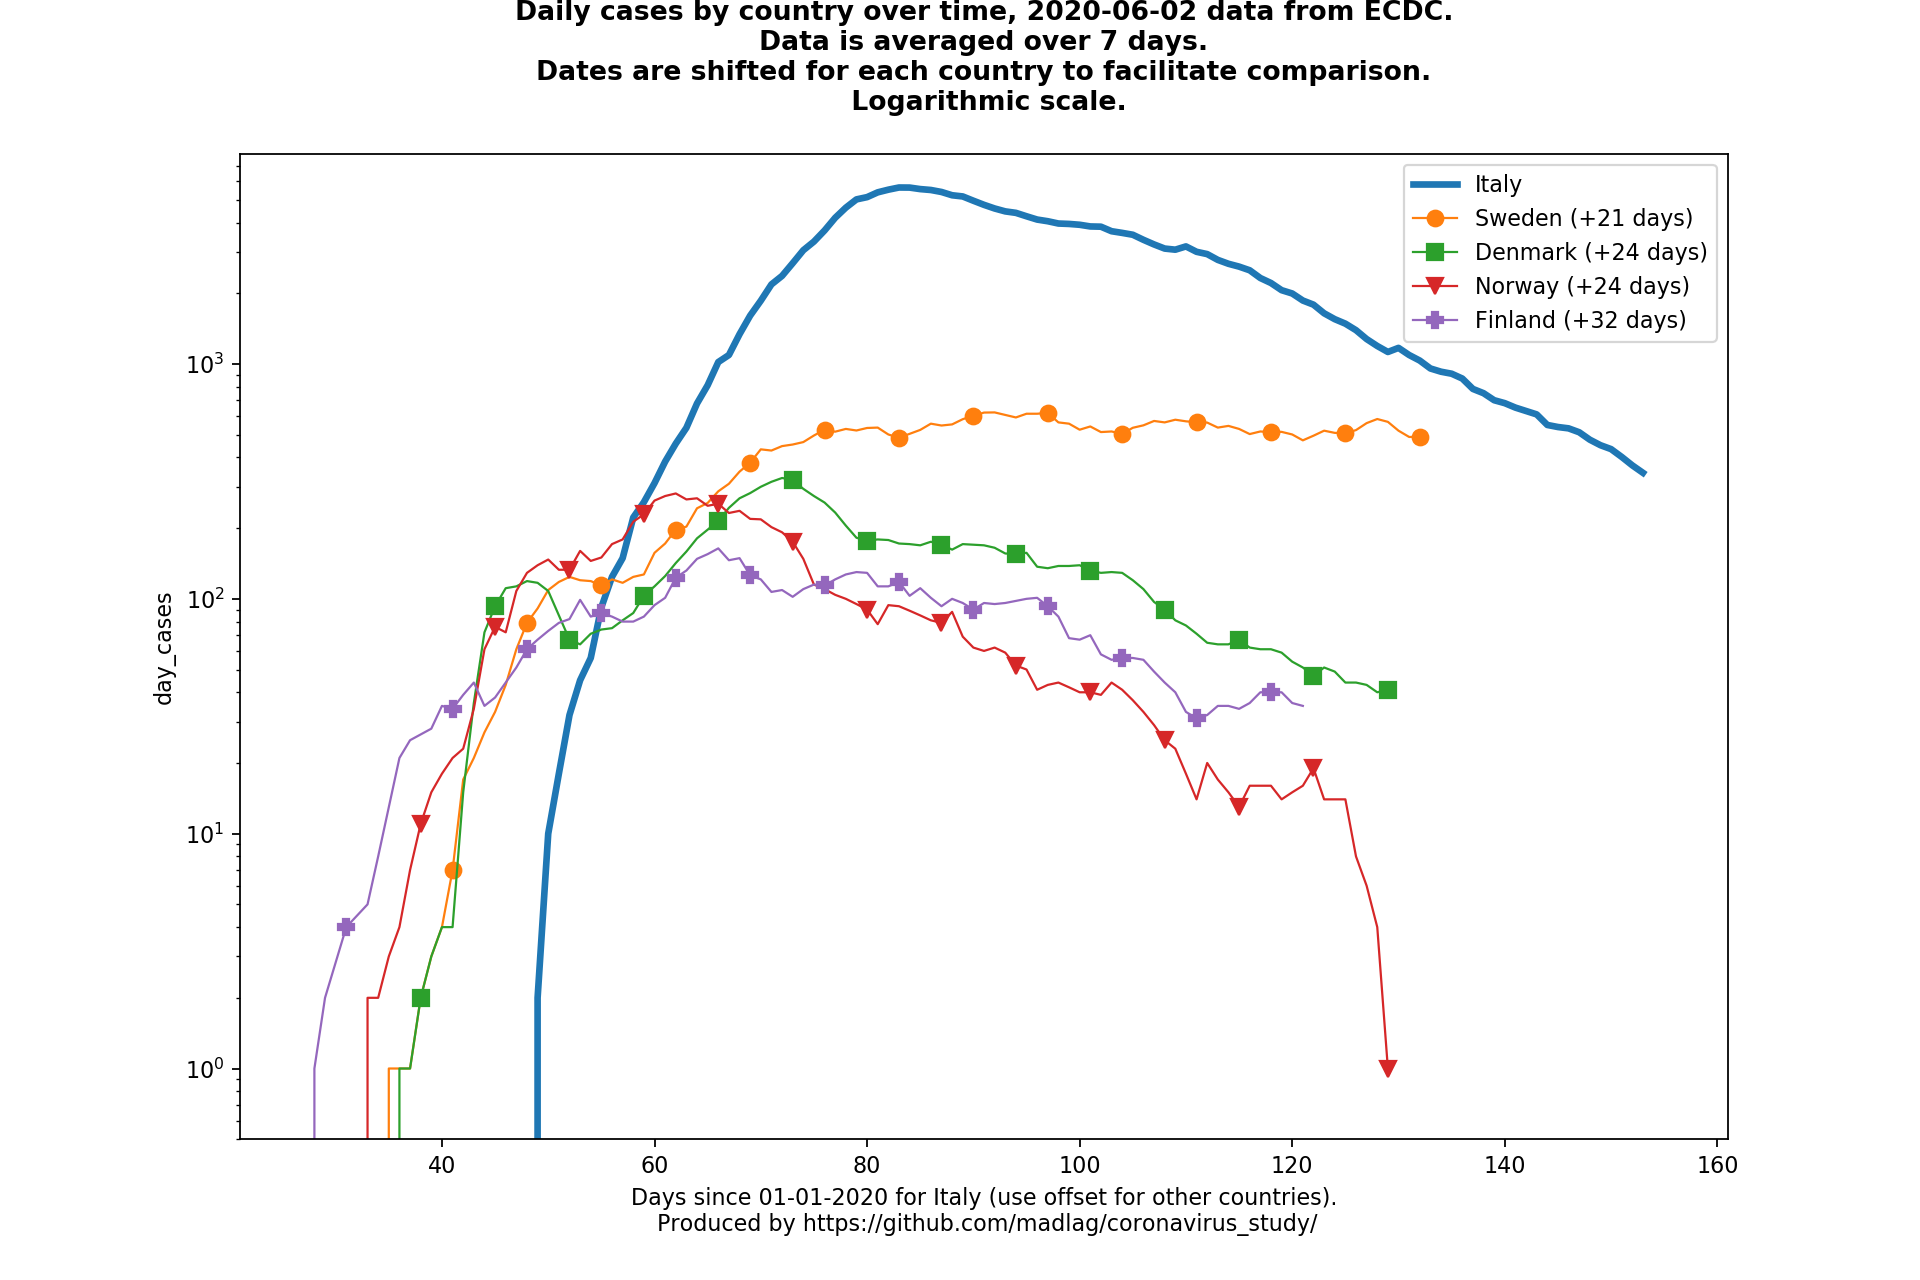 Daily cases by country over time, 2020-06-02 data from ECDC.
Data is averaged over 7 days.
Dates are shifted for each country to facilitate comparison.
Logarithmic scale.
Italy
Sweden (+21 days)
Denmark (+24 days)
Norway (+24 days)
Finland (+32 days)
10³
10²
10¹
10⁰
day_cases
40 60 80 100 120 140 160
Days since 01-01-2020 for Italy (use offset for other countries).
Produced by https://github.com/madlag/coronavirus_study/